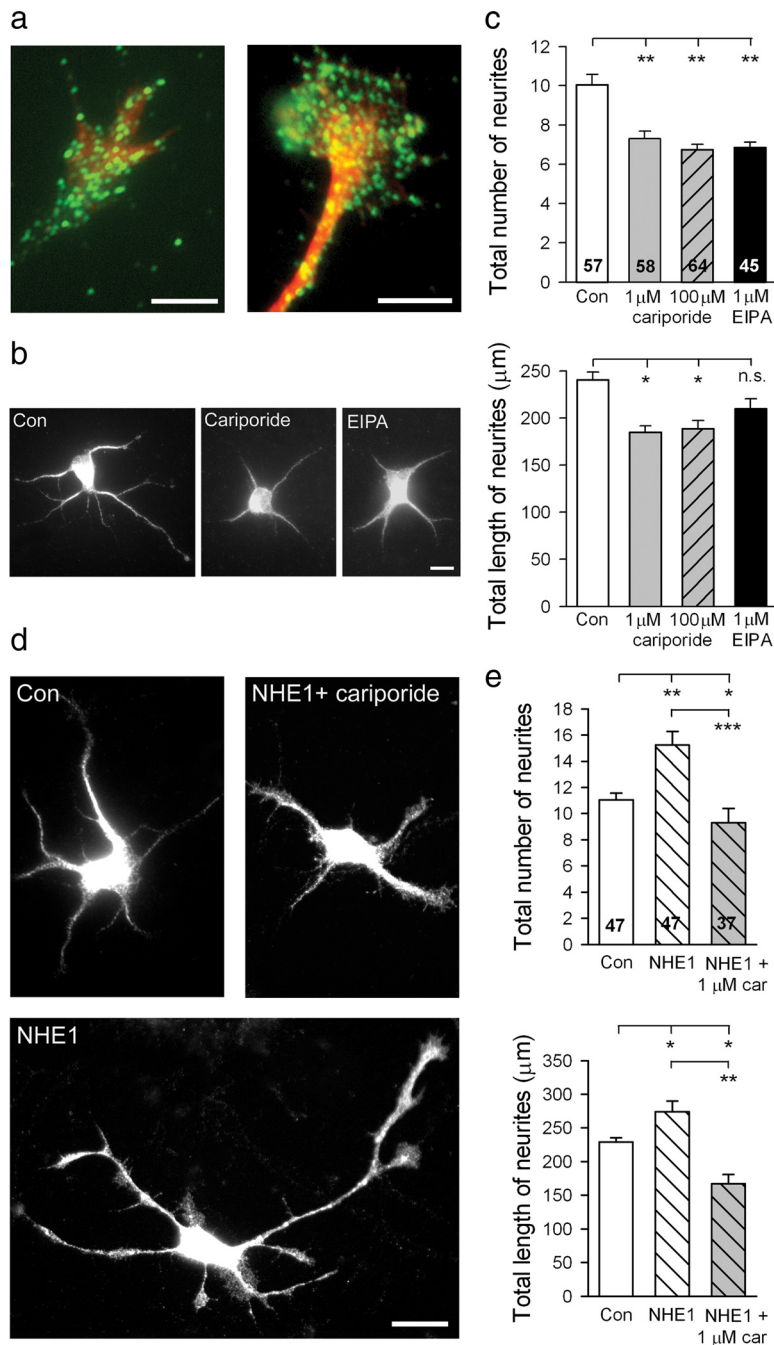 a
b
Con
Cariporide
EIPA
c
Total number of neurites
12
10
8
6
4
2
0
** ** **
57 58 64 45
Con 1 μM 100 μM 1 μM
cariporide EIPA
Total length of neurites (μm)
250
200
150
100
50
0
* * n.s.
Con 1 μM 100 μM 1 μM
cariporide EIPA
d
Con
NHE1+ cariporide
NHE1
e
Total number of neurites
18
16
14
12
10
8
6
4
2
0
** *
***
47 47 37
Con NHE1 NHE1 +
1 μM car
Total length of neurites (μm)
350
300
250
200
150
100
50
0
* *
**
Con NHE1 NHE1 +
1 μM car